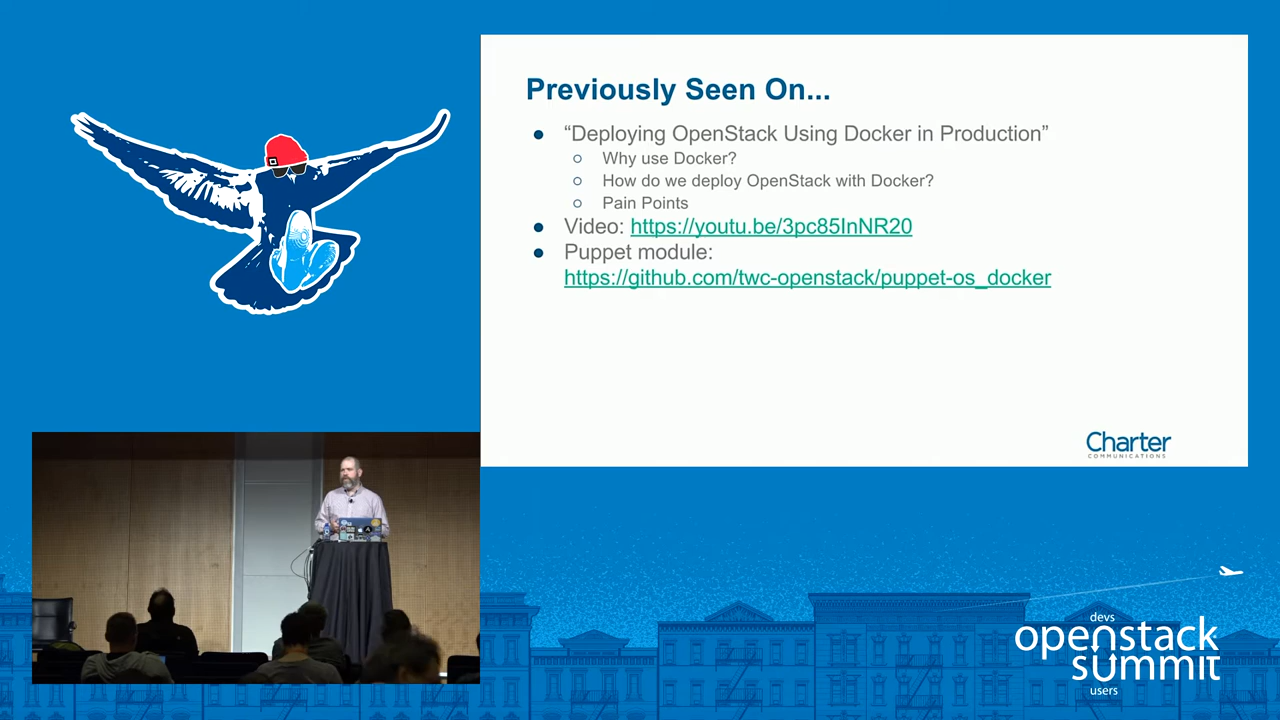 Previously Seen On...
● “Deploying OpenStack Using Docker in Production”
○ Why use Docker?
○ How do we deploy OpenStack with Docker?
○ Pain Points
● Video: https://youtu.be/3pc85InNR20
● Puppet module:
https://github.com/twc-openstack/puppet-os_docker
Charter
COMMUNICATIONS
devs
openstack
summit
users